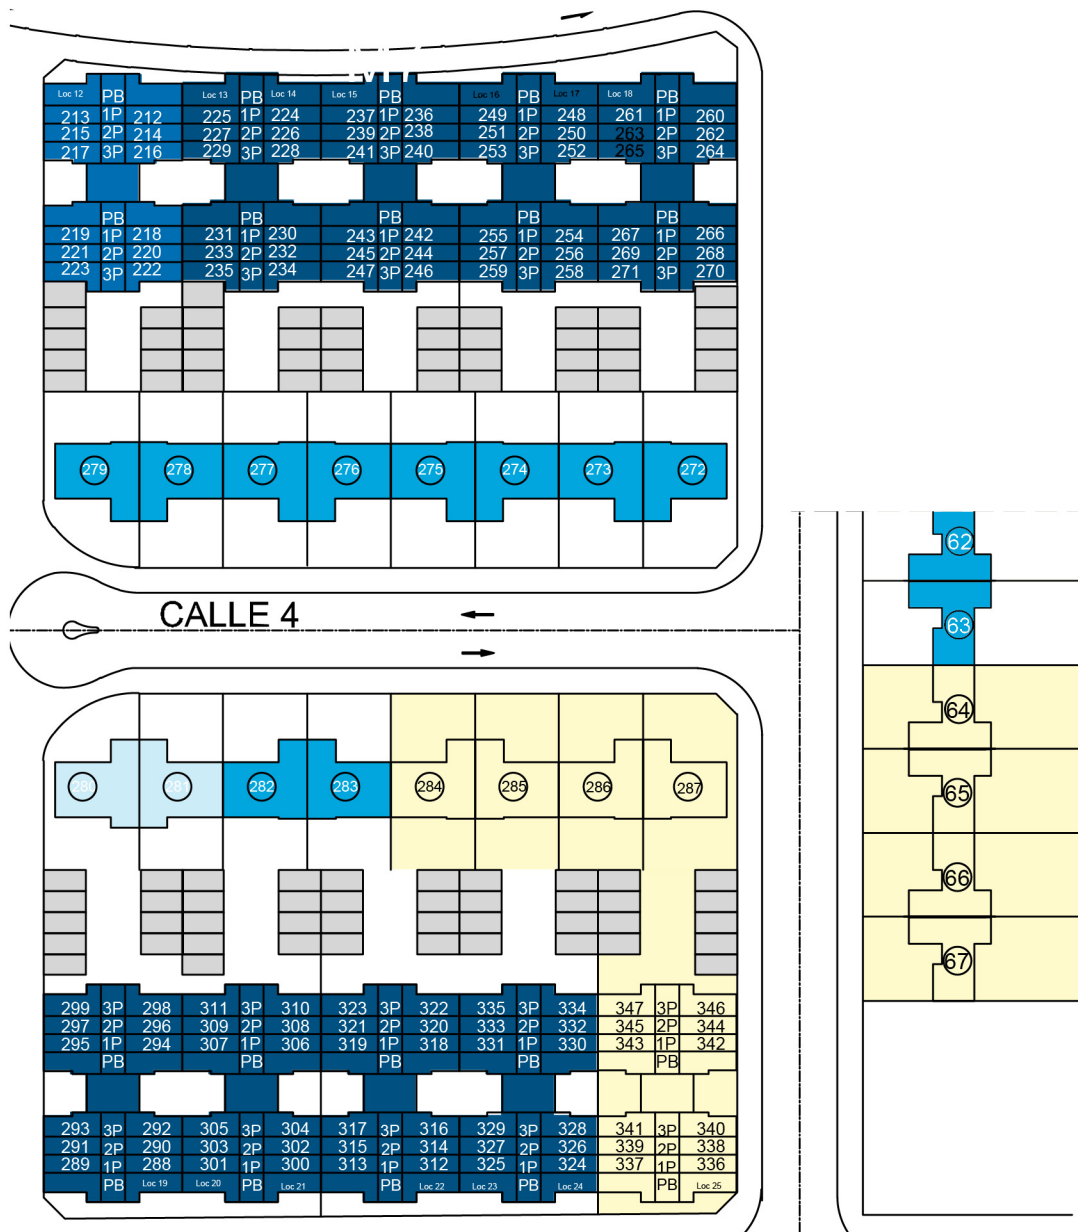 M7
Loc 12 PB Loc 13 PB Loc 14 Loc 15 PB Loc 16 PB Loc 17 Loc 18 PB
213 1P 212 225 1P 224 237 1P 236 249 1P 248 261 1P 260
215 2P 214 227 2P 226 239 2P 238 251 2P 250 263 2P 262
217 3P 216 229 3P 228 241 3P 240 253 3P 252 265 3P 264
PB PB PB PB PB
219 1P 218 231 1P 230 243 1P 242 255 1P 254 267 1P 266
221 2P 220 233 2P 232 245 2P 244 257 2P 256 269 2P 268
223 3P 222 235 3P 234 247 3P 246 259 3P 258 271 3P 270
279 278 277 276 275 274 273 272
CALLE 4
280 281 282 283 284 285 286 287
299 3P 298 311 3P 310 323 3P 322 335 3P 334 347 3P 346
297 2P 296 309 2P 308 321 2P 320 333 2P 332 345 2P 344
295 1P 294 307 1P 306 319 1P 318 331 1P 330 343 1P 342
PB PB PB PB PB
293 3P 292 305 3P 304 317 3P 316 329 3P 328 341 3P 340
291 2P 290 303 2P 302 315 2P 314 327 2P 326 339 2P 338
289 1P 288 301 1P 300 313 1P 312 325 1P 324 337 1P 336
PB Loc 19 Loc 20 PB Loc 21 PB Loc 22 Loc 23 PB Loc 24 PB Loc 25
62
63
64
65
66
67